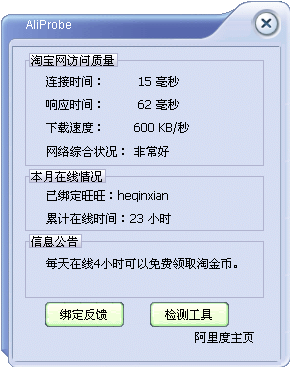 AliProbe
淘宝网访问质量
连接时间： 15 毫秒
响应时间： 62 毫秒
下载速度： 600 KB/秒
网络综合状况： 非常好
本月在线情况
已绑定旺旺：heqinxian
累计在线时间：23 小时
信息公告
每天在线4小时可以免费领取淘金币。
绑定反馈 检测工具
阿里度主页